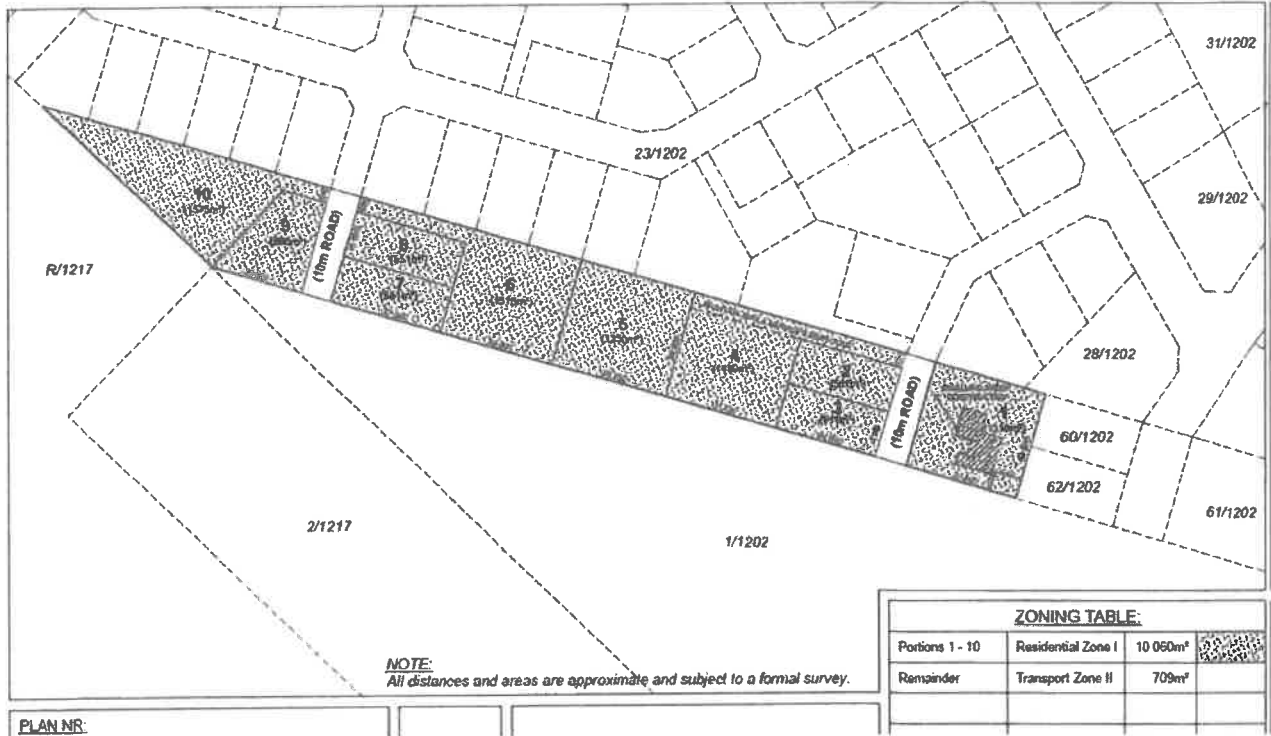 31/1202
23/1202
29/1202
10
9
(10m ROAD)
R/1217
8
7
6
5
28/1202
4
2
3
(10m ROAD)
1
60/1202
62/1202
61/1202
2/1217
1/1202
ZONING TABLE:
Portions 1 - 10 Residential Zone I 10 060m²
Remainder Transport Zone II 709m²
NOTE:
All distances and areas are approximate and subject to a formal survey.
PLAN NR: